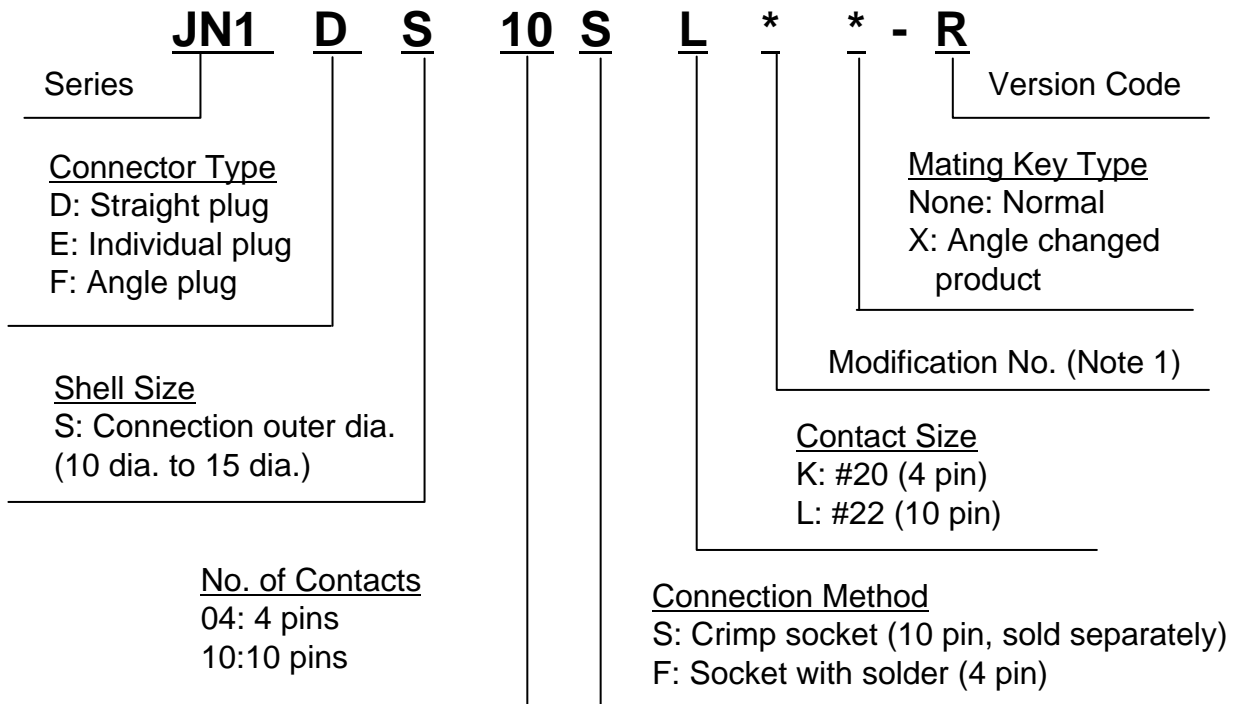 JN1 D S 10 S L * * - R
Series
Version Code
Connector Type
D: Straight plug
E: Individual plug
F: Angle plug
Mating Key Type
None: Normal
X: Angle changed
product
Modification No. (Note 1)
Shell Size
S: Connection outer dia.
(10 dia. to 15 dia.)
Contact Size
K: #20 (4 pin)
L: #22 (10 pin)
No. of Contacts
04: 4 pins
10:10 pins
Connection Method
S: Crimp socket (10 pin, sold separately)
F: Socket with solder (4 pin)